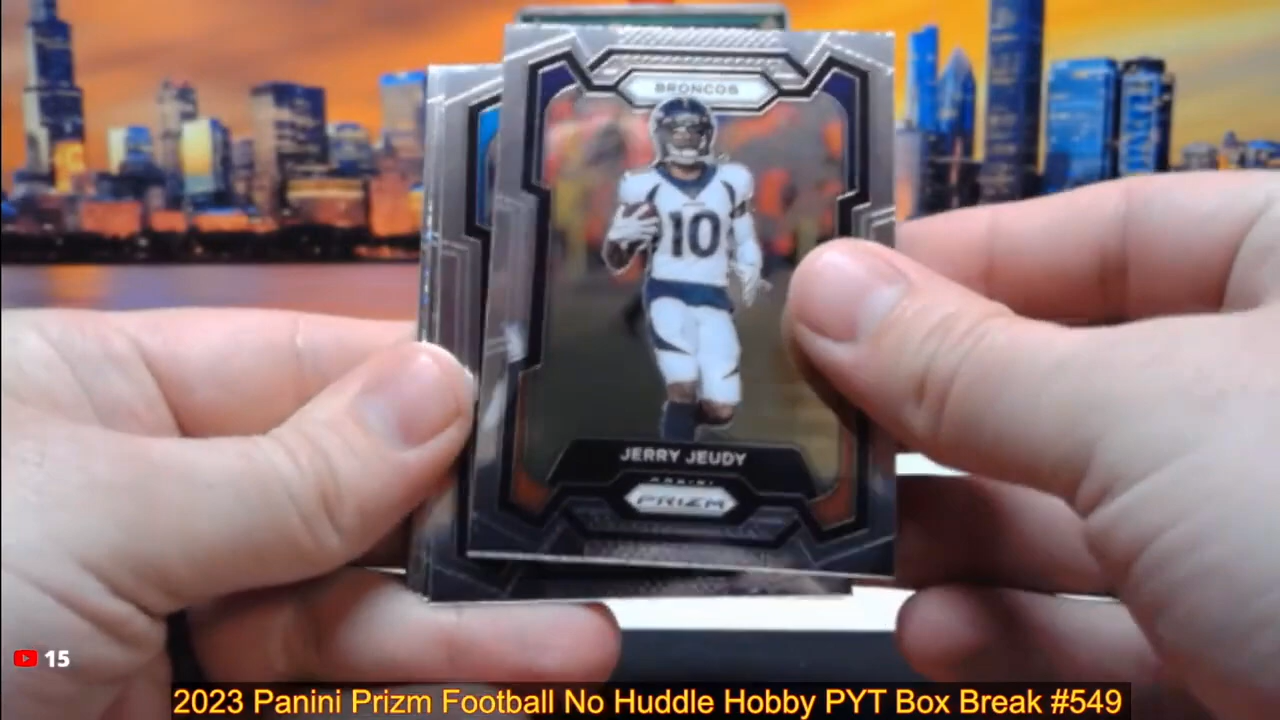 BRONCOS
10
JERRY JEUDY
PANINI
PRIZM
15
2023 Panini Prizm Football No Huddle Hobby PYT Box Break #549